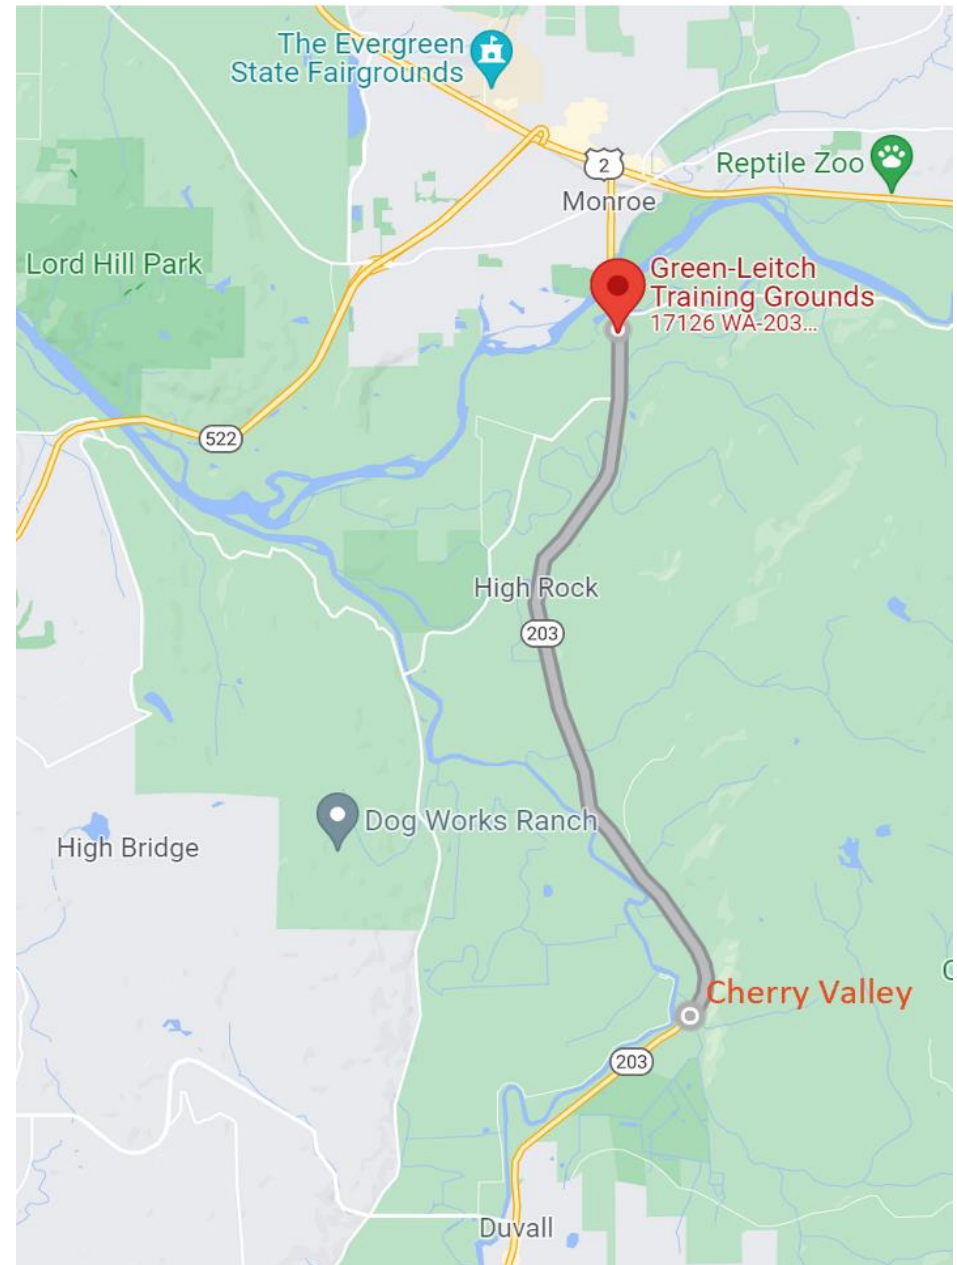 The Evergreen
State Fairgrounds
2
Reptile Zoo
Monroe
Lord Hill Park
Green-Leitch
Training Grounds
17126 WA-203...
522
High Rock
203
Dog Works Ranch
High Bridge
C
Cherry Valley
203
Duvall